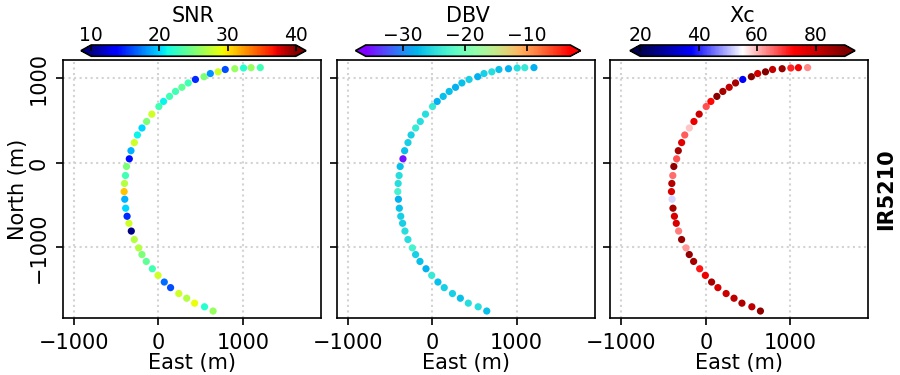 SNR DBV Xc
10 20 30 40 −30 −20 −10 20 40 60 80
1000
0
−1000
North (m)
IR5210
−1000 0 1000 −1000 0 1000 −1000 0 1000
East (m) East (m) East (m)